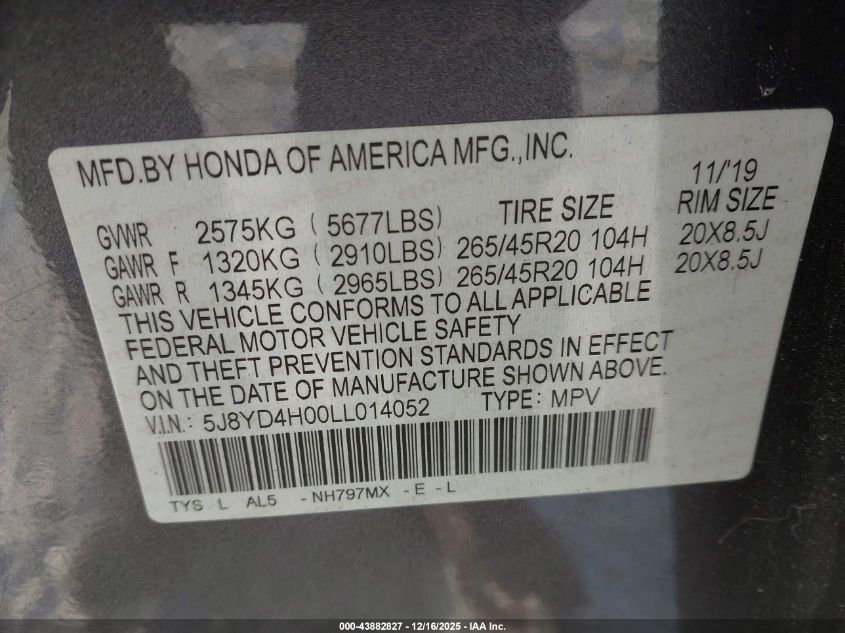 MFD.BY HONDA OF AMERICA MFG.,INC. 11/'19
TIRE SIZE RIM SIZE
GVWR 2575KG ( 5677LBS)
GAWR F 1320KG ( 2910LBS) 265/45R20 104H 20X8.5J
GAWR R 1345KG ( 2965LBS) 265/45R20 104H 20X8.5J
THIS VEHICLE CONFORMS TO ALL APPLICABLE
FEDERAL MOTOR VEHICLE SAFETY
AND THEFT PREVENTION STANDARDS IN EFFECT
ON THE DATE OF MANUFACTURE SHOWN ABOVE.
V.I.N.: 5J8YD4H00LL014052 TYPE: MPV
TYS / L AL5 - NH797MX - E - L
000-43882827 - 12/16/2025 - IAA Inc.